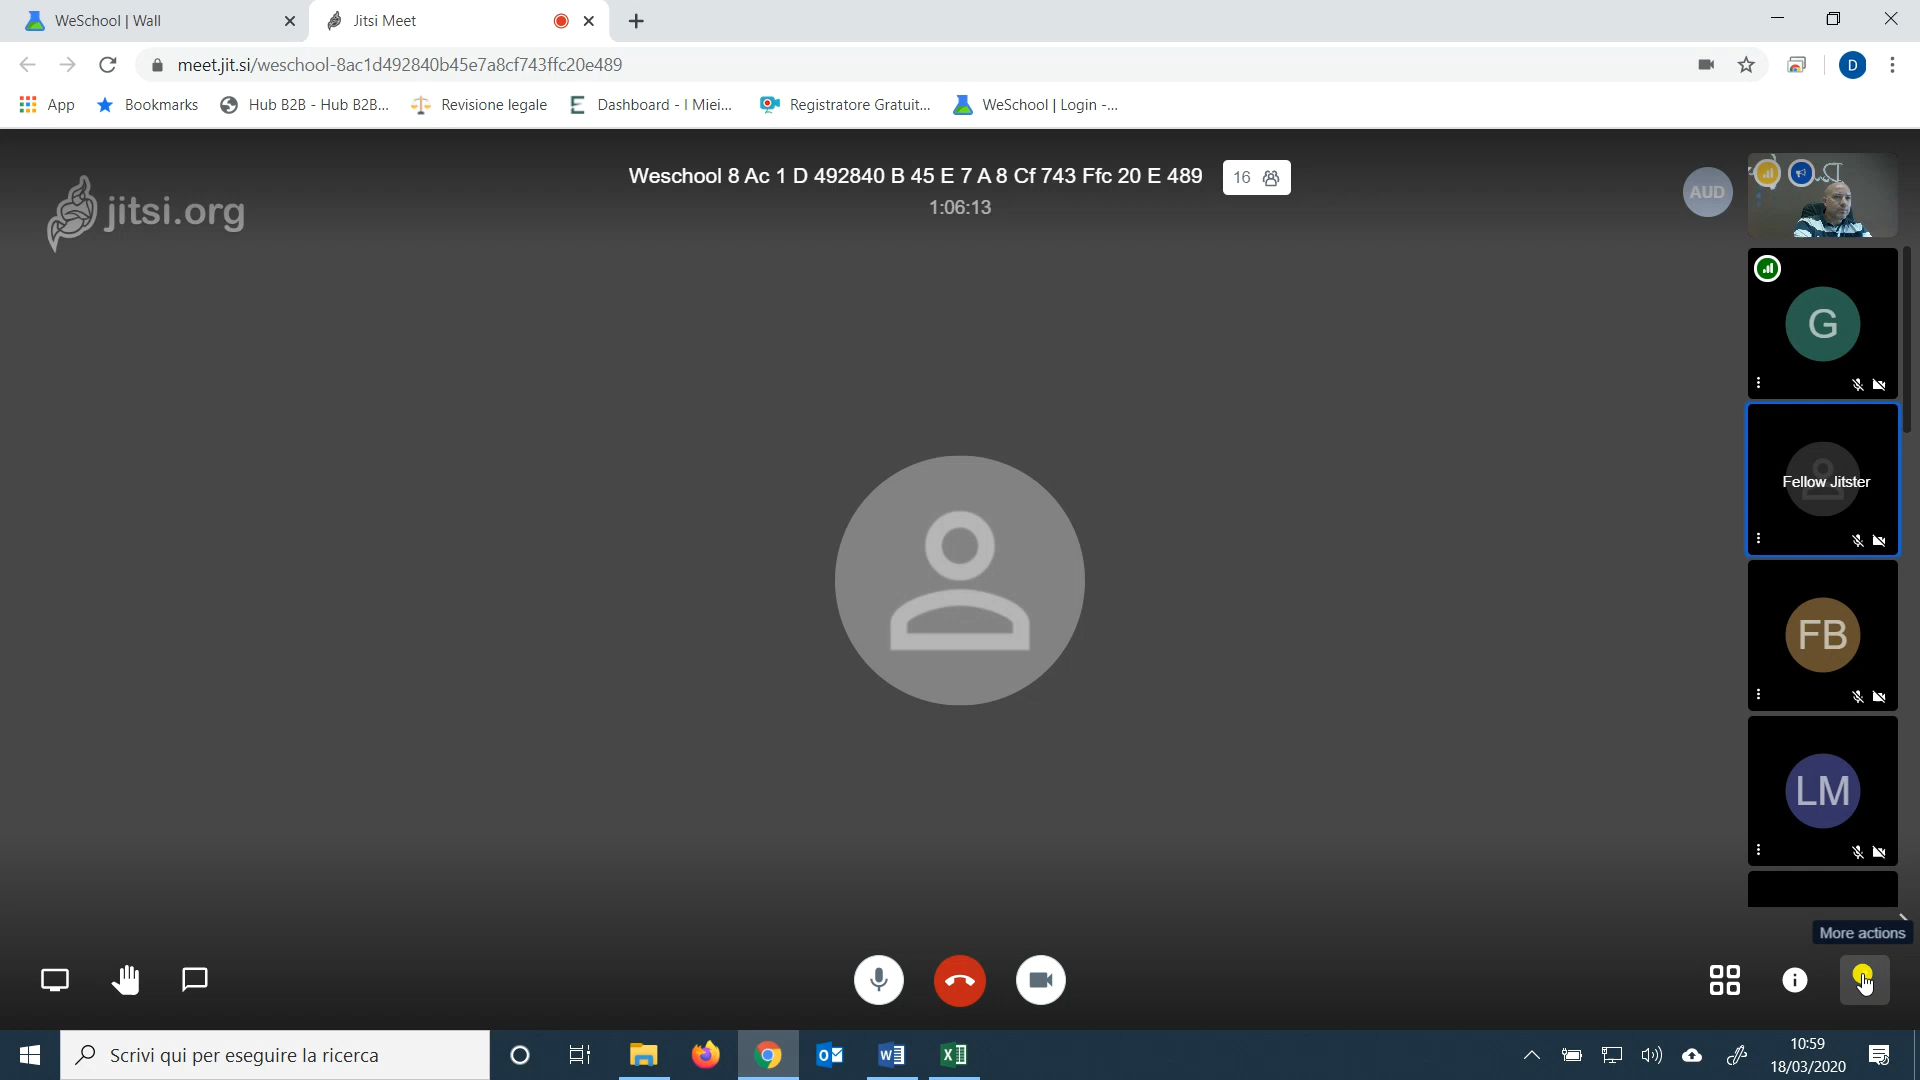 WeSchool | Wall
Jitsi Meet
meet.jit.si/weschool-8ac1d492840b45e7a8cf743ffc20e489
D
App
Bookmarks
Hub B2B - Hub B2B...
Revisione legale
Dashboard - I Miei...
Registratore Gratuit...
WeSchool | Login -...
jitsi.org
Weschool 8 Ac 1 D 492840 B 45 E 7 A 8 Cf 743 Ffc 20 E 489
16
1:06:13
AUD
G
Fellow Jitster
FB
LM
More actions
Scrivi qui per eseguire la ricerca
10:59
18/03/2020